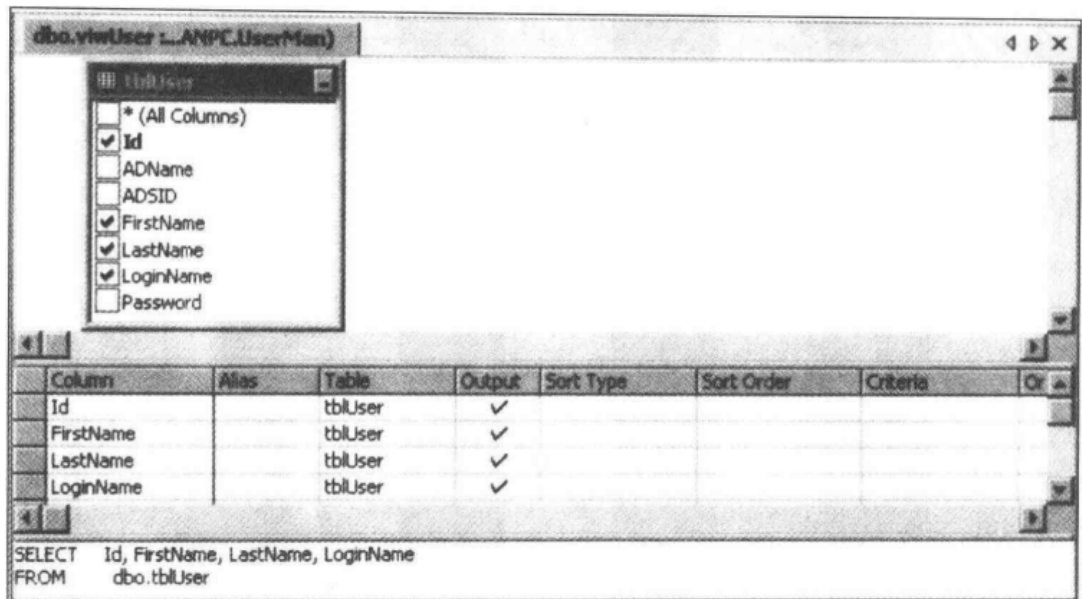 dbo.viwUser :...ANPC.UserMan)
tblUser
* (All Columns)
Id
ADName
ADSID
FirstName
LastName
LoginName
Password
Column Alias Table Output Sort Type Sort Order Criteria Or
Id tblUser
FirstName tblUser
LastName tblUser
LoginName tblUser
SELECT Id, FirstName, LastName, LoginName
FROM dbo.tblUser